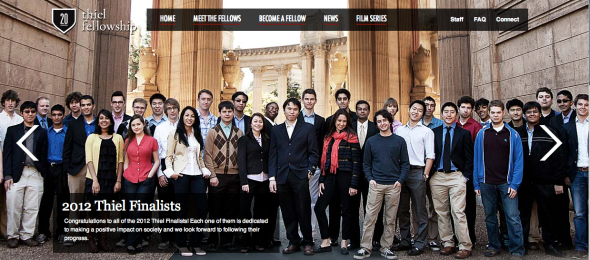 20
thiel
fellowship
HOME MEET THE FELLOWS BECOME A FELLOW NEWS FILM SERIES Staff FAQ Connect
2012 Thiel Finalists
Congratulations to all of the 2012 Thiel Finalists! Each one of them is dedicated
to making a positive impact on society and we look forward to following their
progress.